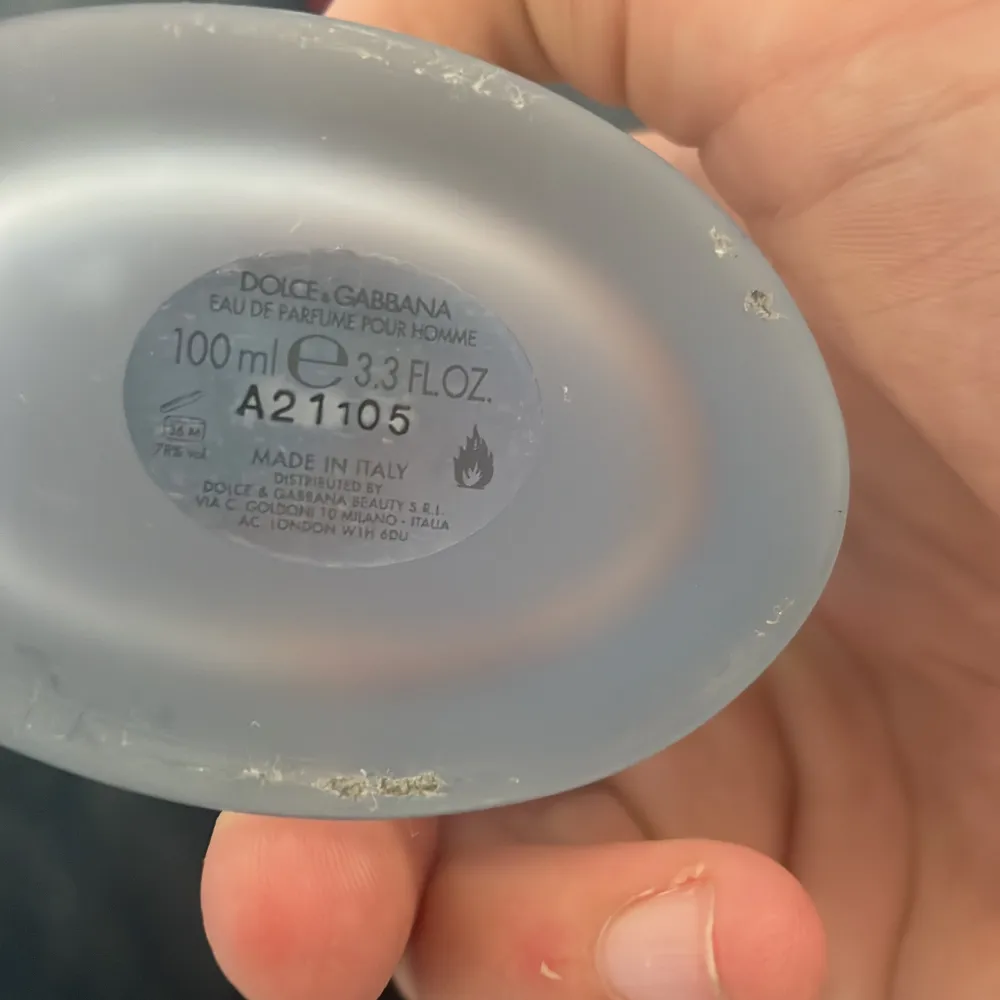 DOLCE & GABBANA
EAU DE PARFUME POUR HOMME
100 ml e 3.3 FL.OZ.
A21105
36 M
78% vol
MADE IN ITALY
DISTRIBUTED BY
DOLCE & GABBANA BEAUTY S.R.L.
VIA C. GOLDONI 10 MILANO - ITALIA
AC. LONDON W1H 6DU